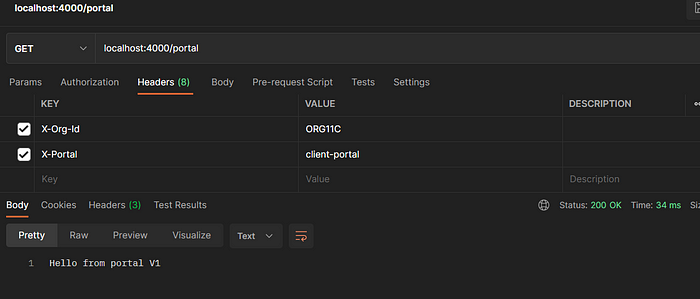 localhost:4000/portal
GET localhost:4000/portal
Params Authorization Headers (8) Body Pre-request Script Tests Settings
KEY VALUE DESCRIPTION
X-Org-Id ORG11C
X-Portal client-portal
Key Value Description
Body Cookies Headers (3) Test Results Status: 200 OK Time: 34 ms
Pretty Raw Preview Visualize Text
1 Hello from portal V1